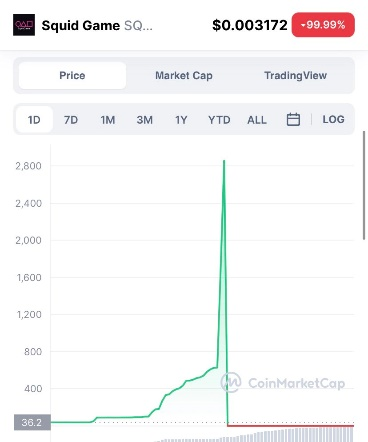 Squid Game SQ... $0.003172 -99.99%
Price Market Cap TradingView
1D 7D 1M 3M 1Y YTD ALL LOG
2,800
2,400
2,000
1,600
1,200
800
400
CoinMarketCap
36.2